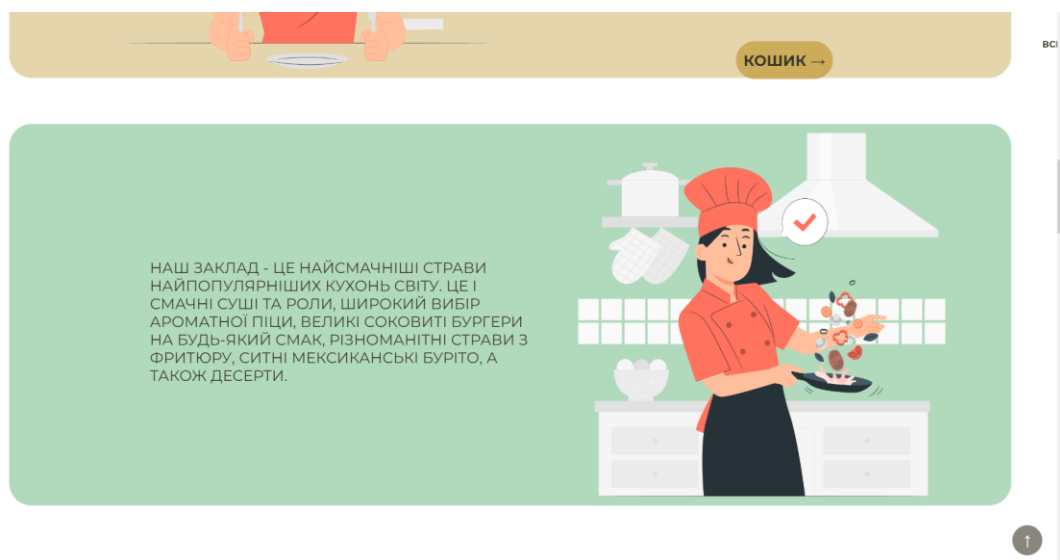 КОШИК →
НАШ ЗАКЛАД - ЦЕ НАЙСМАЧНІШІ СТРАВИ
НАЙПОПУЛЯРНІШИХ КУХОНЬ СВІТУ. ЦЕ І
СМАЧНІ СУШІ ТА РОЛИ, ШИРОКИЙ ВИБІР
АРОМАТНОЇ ПІЦИ, ВЕЛИКІ СОКОВИТІ БУРГЕРИ
НА БУДЬ-ЯКИЙ СМАК, РІЗНОМАНІТНІ СТРАВИ З
ФРИТЮРУ, СИТНІ МЕКСИКАНСЬКІ БУРІТО, А
ТАКОЖ ДЕСЕРТИ.
↑